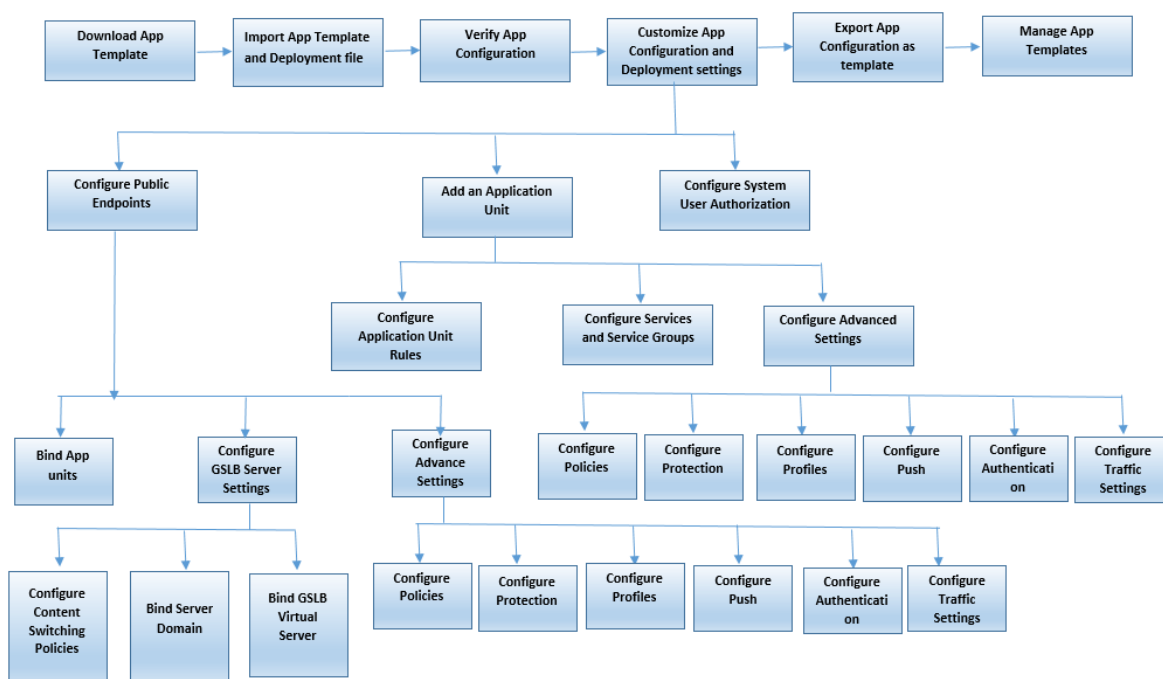 Download App
Template
Import App Template
and Deployment file
Verify App
Configuration
Customize App
Configuration and
Deployment settings
Export App
Configuration as
template
Manage App
Templates
Configure Public
Endpoints
Add an Application
Unit
Configure System
User Authorization
Configure
Application Unit
Rules
Configure Services
and Service Groups
Configure Advanced
Settings
Bind App
units
Configure
GSLB Server
Settings
Configure
Advance
Settings
Configure
Policies
Configure
Protection
Configure
Profiles
Configure
Push
Configure
Authenticati
on
Configure
Traffic
Settings
Configure
Content
Switching
Policies
Bind Server
Domain
Bind GSLB
Virtual
Server
Configure
Policies
Configure
Protection
Configure
Profiles
Configure
Push
Configure
Authenticati
on
Configure
Traffic
Settings